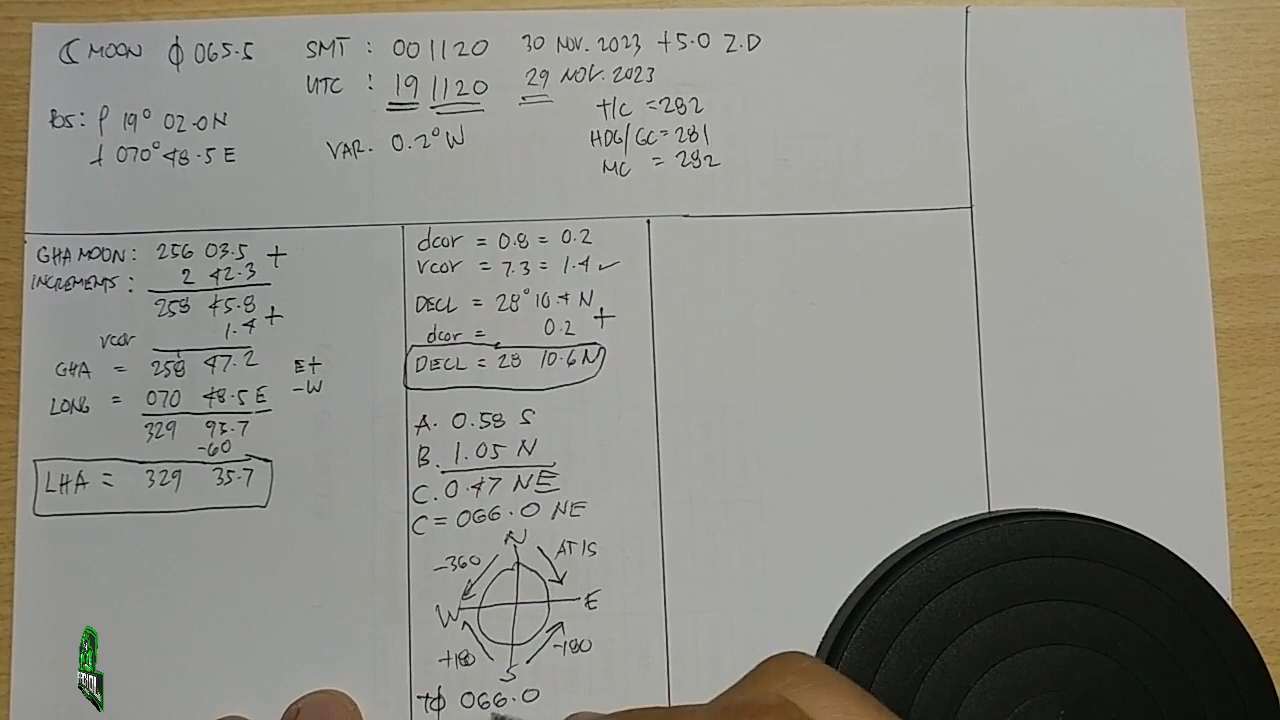 ☾ MOON ϕ 065.5
SMT : 001120 30 NOV. 2023 +5.0 Z.D
UTC : 19 1120 29 NOV. 2023
POS: ρ 19° 02.0N
ʎ 070° 48.5 E
VAR. 0.2° W
T/C = 282
HDG/GC = 281
MC = 282
GHA MOON : 256 03.5 +
INCREMENTS : 2 42.3
258 45.8
vcor 1.4 +
GHA = 258 47.2 E+
LONG = 070 48.5 E -W
329 95.7
-60
LHA = 329 35.7
dcor = 0.8 = 0.2
vcor = 7.3 = 1.4 ✓
DECL = 28° 10.4 N
dcor = 0.2 +
DECL = 28 10.6 N
A. 0.58 S
B. 1.05 N
C. 0.47 NE
C = 066.0 NE
N
-360 AT IS
W E
+180 -180
S
Tϕ 066.0